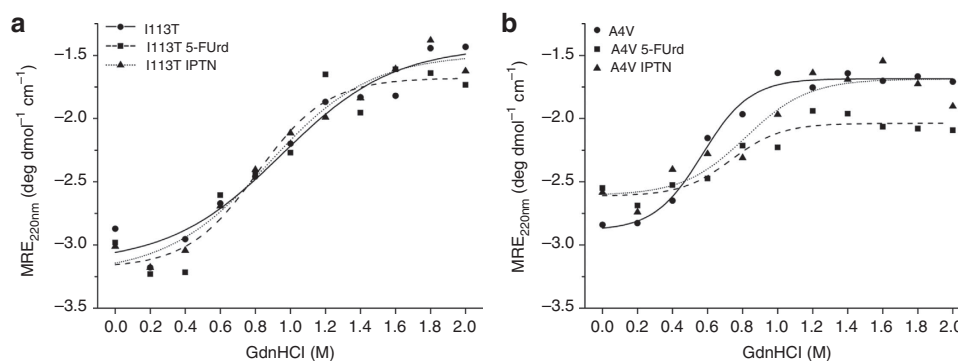 a
I113T
I113T 5-FUrd
I113T IPTN
MRE220nm (deg dmol−1 cm−1)
−1.5
−2.0
−2.5
−3.0
−3.5
0.0 0.2 0.4 0.6 0.8 1.0 1.2 1.4 1.6 1.8 2.0
GdnHCl (M)
b
A4V
A4V 5-FUrd
A4V IPTN
MRE220nm (deg dmol−1 cm−1)
−1.5
−2.0
−2.5
−3.0
−3.5
0.0 0.2 0.4 0.6 0.8 1.0 1.2 1.4 1.6 1.8 2.0
GdnHCl (M)